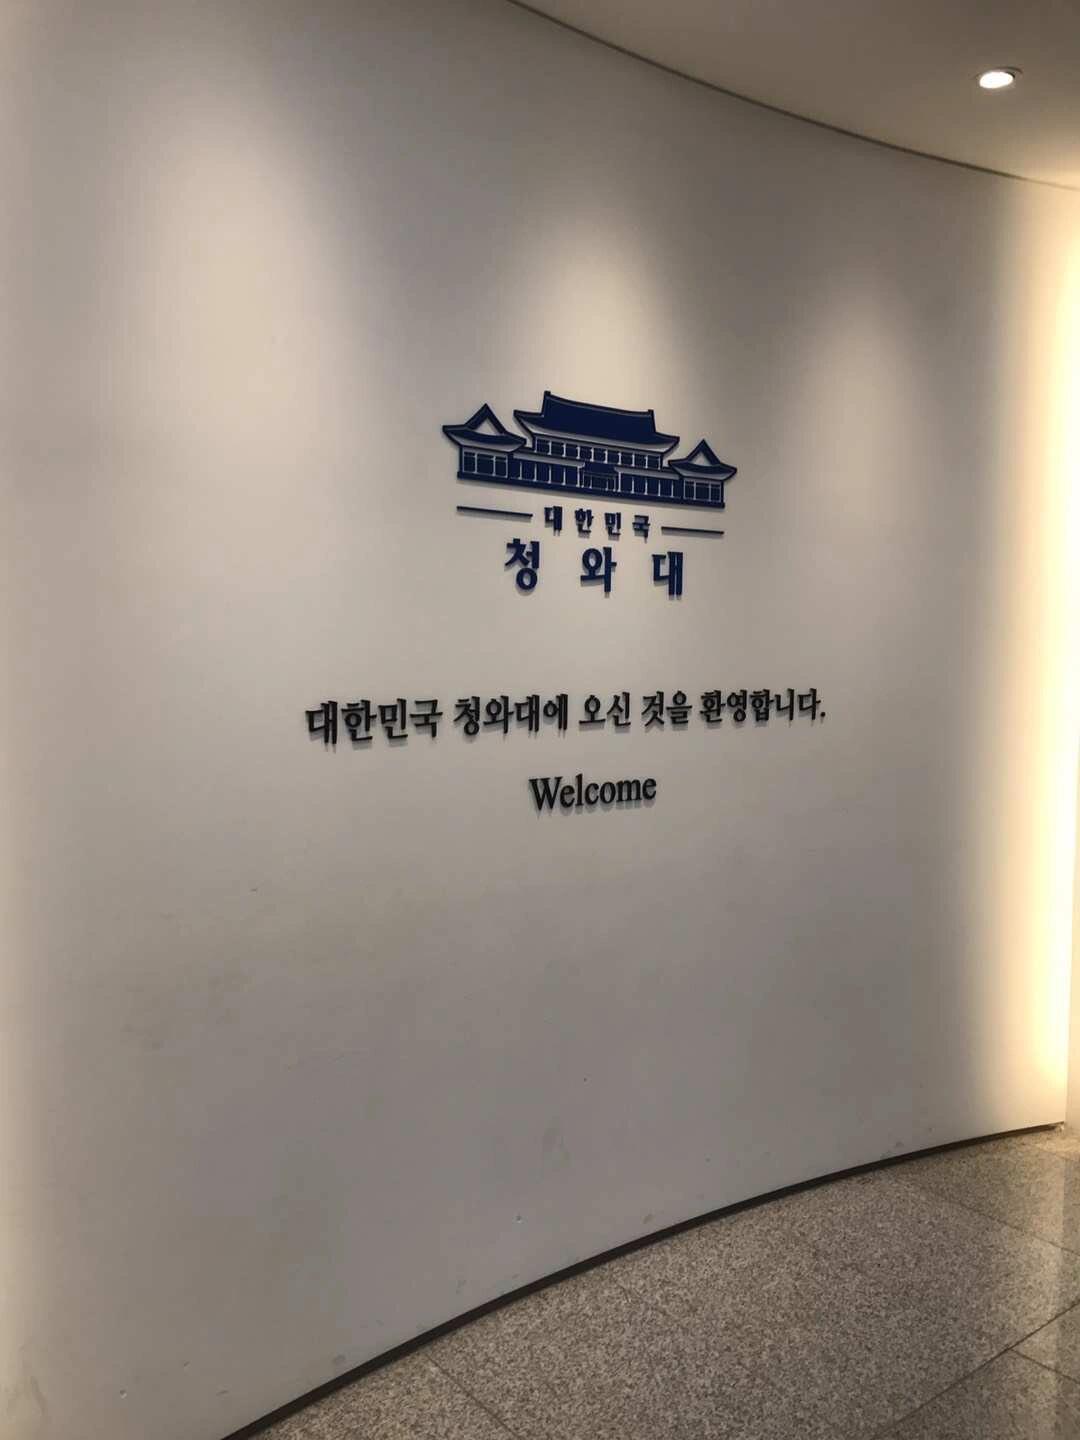 대한민국
청와대
대한민국 청와대에 오신 것을 환영합니다.
Welcome